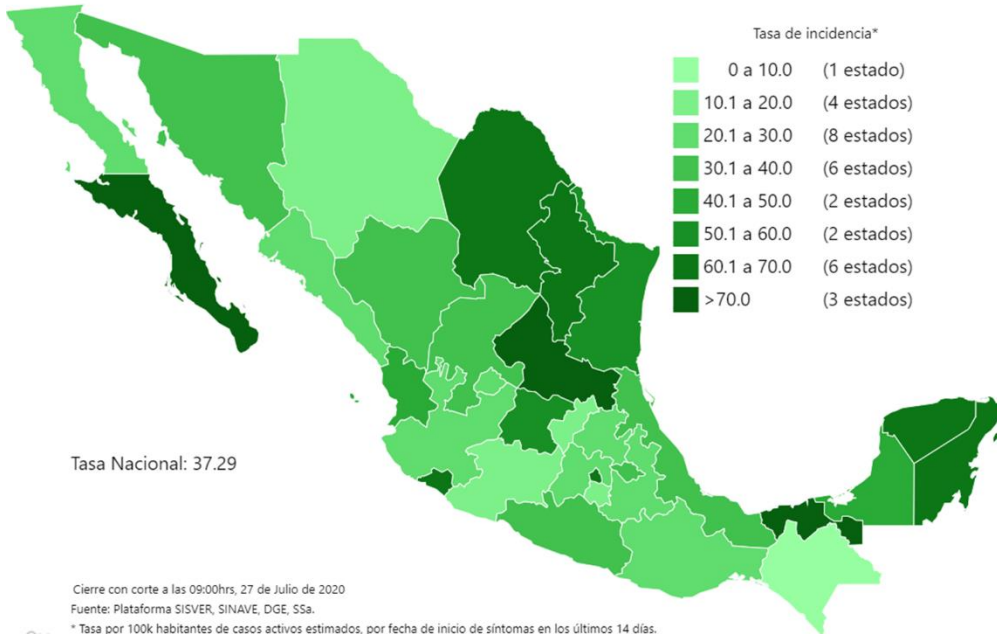 Tasa de incidencia*
0 a 10.0 (1 estado)
10.1 a 20.0 (4 estados)
20.1 a 30.0 (8 estados)
30.1 a 40.0 (6 estados)
40.1 a 50.0 (2 estados)
50.1 a 60.0 (2 estados)
60.1 a 70.0 (6 estados)
>70.0 (3 estados)
Tasa Nacional: 37.29
Cierre con corte a las 09:00hrs, 27 de Julio de 2020
Fuente: Plataforma SISVER, SINAVE, DGE, SSa.
* Tasa por 100k habitantes de casos activos estimados, por fecha de inicio de síntomas en los últimos 14 días.